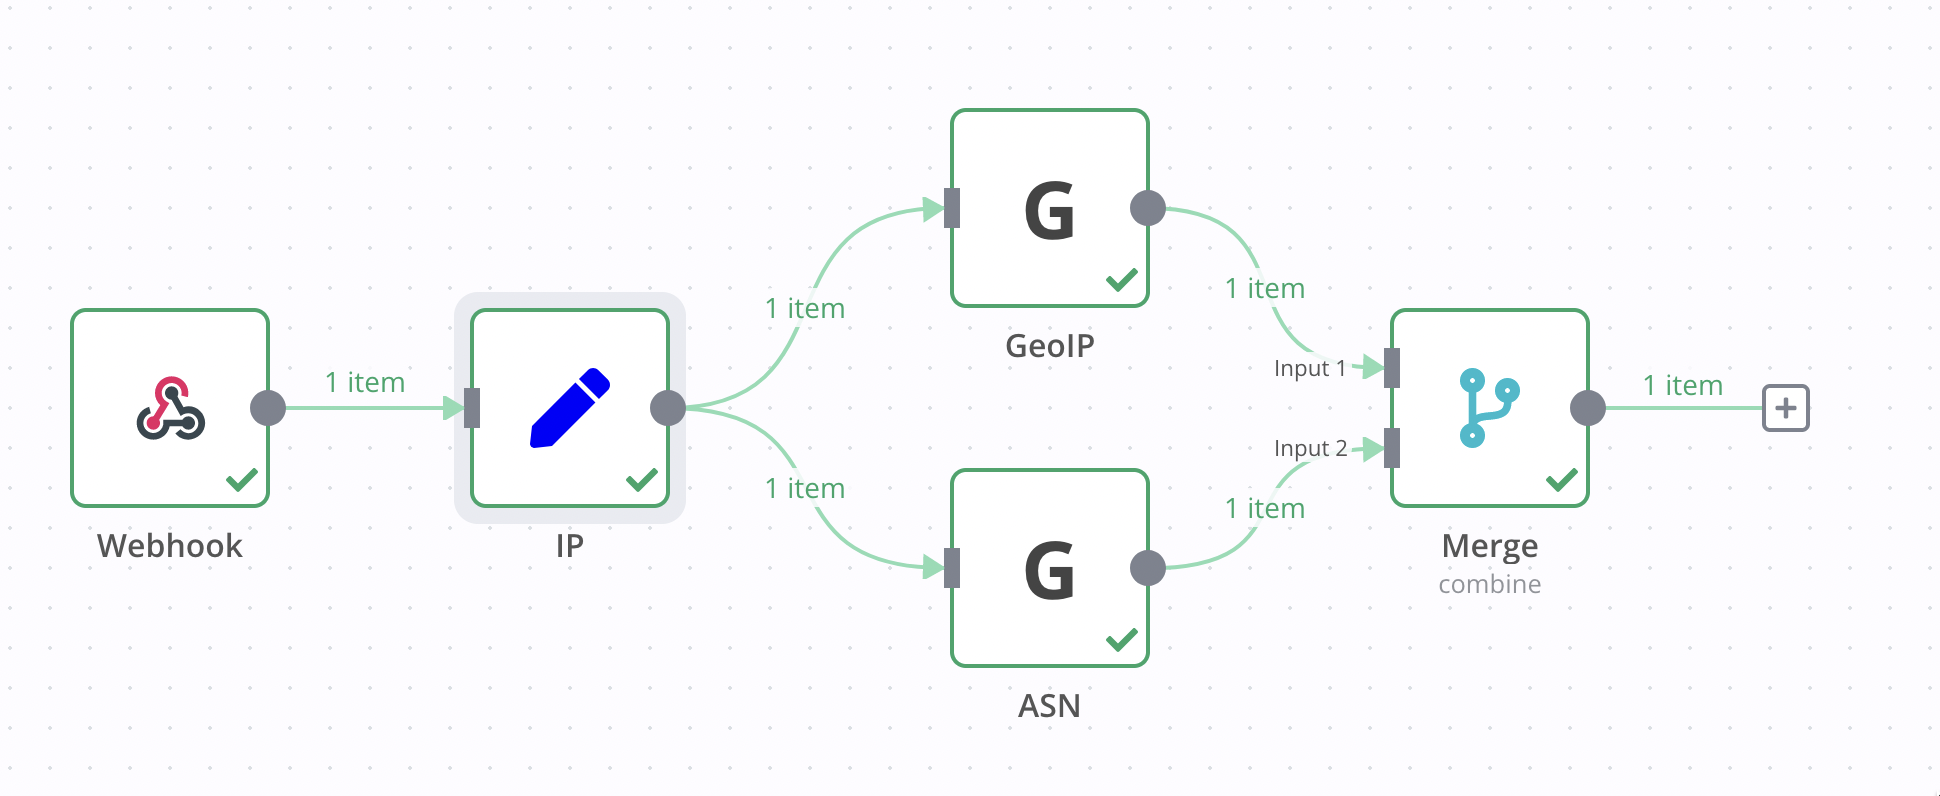 1 item
Webhook
IP
1 item
1 item
G
GeoIP
G
ASN
1 item
Input 1
Input 2
1 item
Merge
combine
1 item